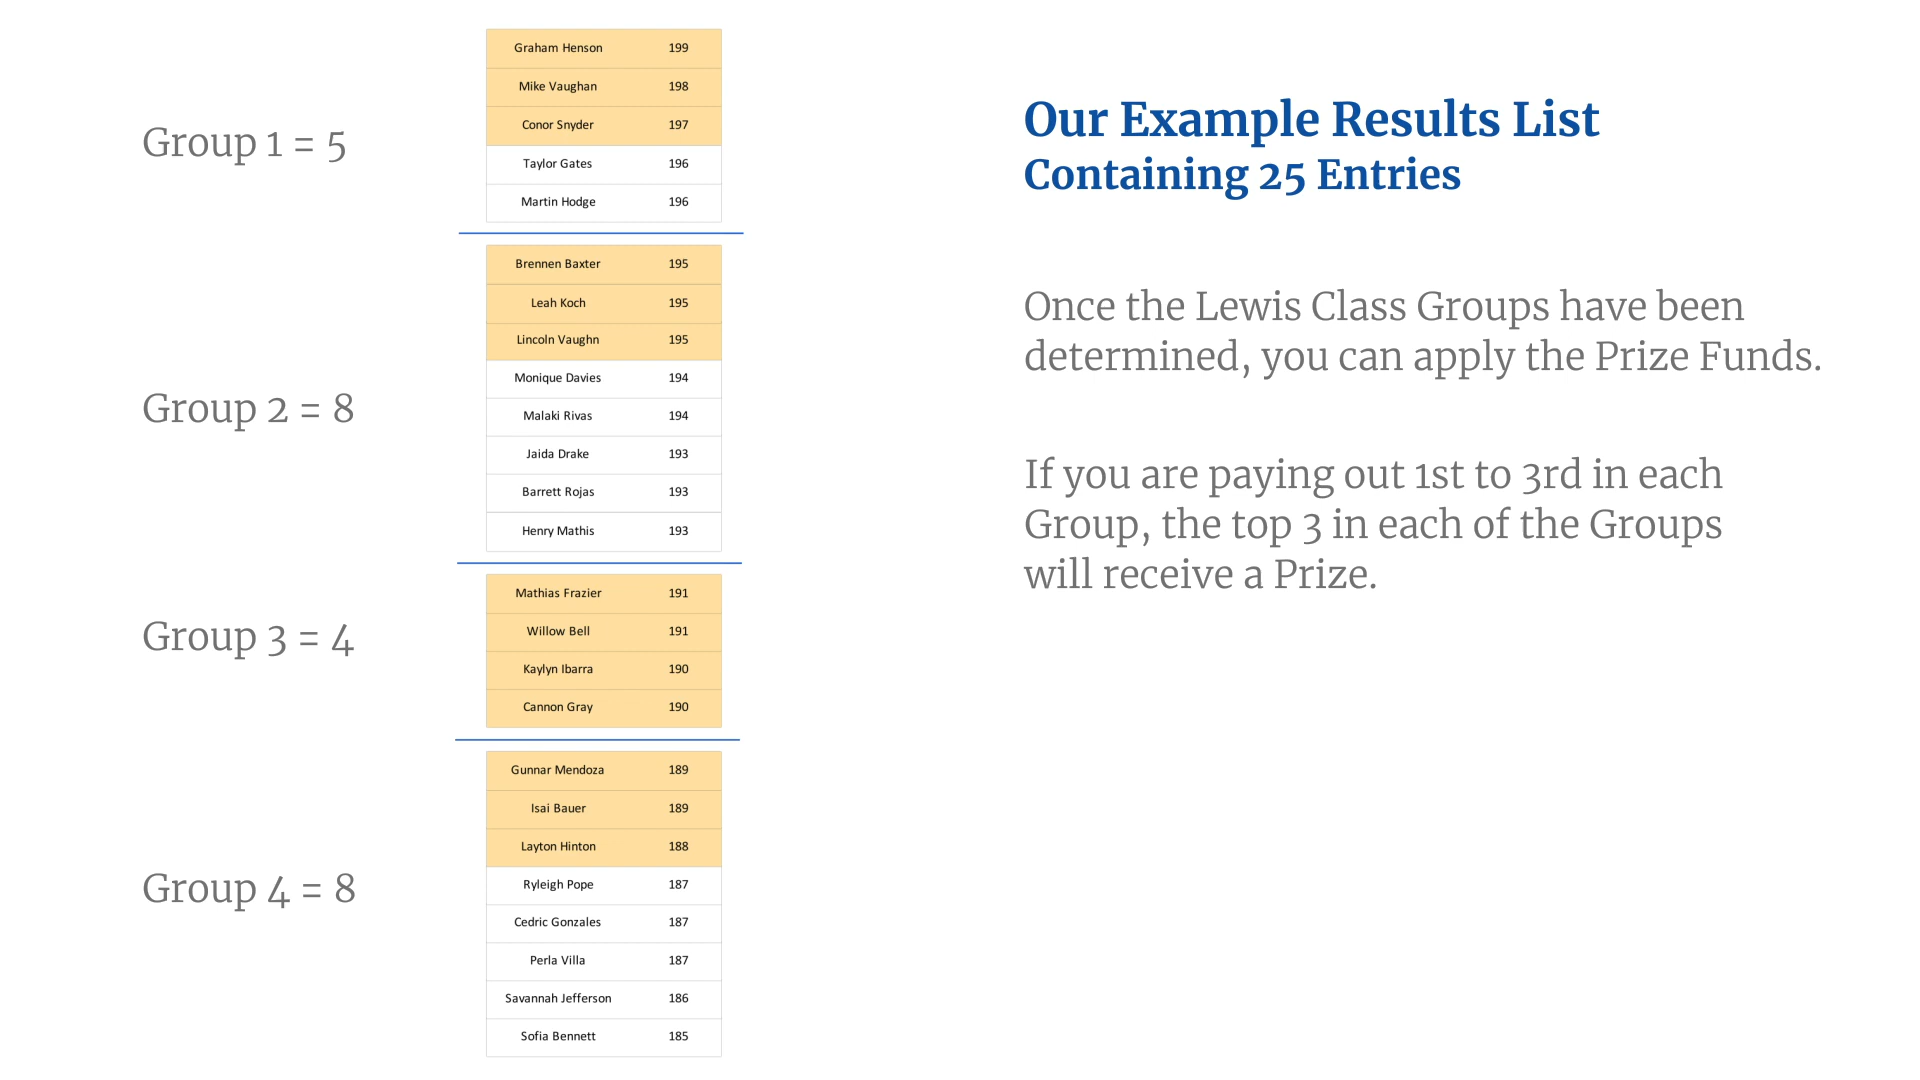 Group 1 = 5
Graham Henson 199
Mike Vaughan 198
Conor Snyder 197
Taylor Gates 196
Martin Hodge 196
Group 2 = 8
Brennen Baxter 195
Leah Koch 195
Lincoln Vaughn 195
Monique Davies 194
Malaki Rivas 194
Jaida Drake 193
Barrett Rojas 193
Henry Mathis 193
Group 3 = 4
Mathias Frazier 191
Willow Bell 191
Kaylyn Ibarra 190
Cannon Gray 190
Group 4 = 8
Gunnar Mendoza 189
Isai Bauer 189
Layton Hinton 188
Ryleigh Pope 187
Cedric Gonzales 187
Perla Villa 187
Savannah Jefferson 186
Sofia Bennett 185
Our Example Results List
Containing 25 Entries
Once the Lewis Class Groups have been
determined, you can apply the Prize Funds.
If you are paying out 1st to 3rd in each
Group, the top 3 in each of the Groups
will receive a Prize.